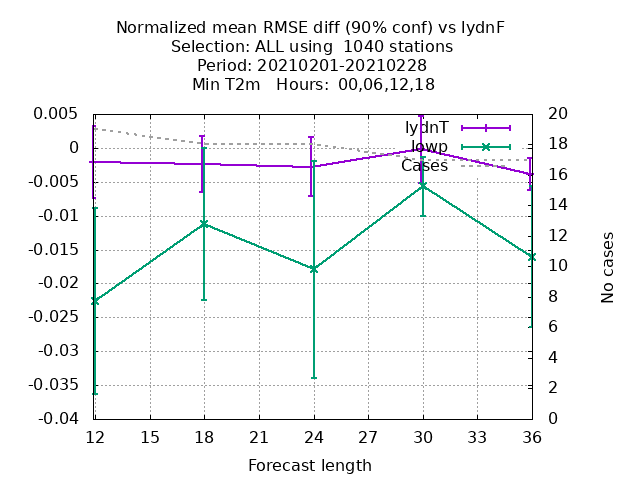 Normalized mean RMSE diff (90% conf) vs IydnF
Selection: ALL using  1040 stations
Period: 20210201-20210228
Min T2m   Hours:  00,06,12,18
0.005
0
-0.005
-0.01
-0.015
-0.02
-0.025
-0.03
-0.035
-0.04
20
18
16
14
12
10
8
6
4
2
0
IydnT
Iowp
Cases
No cases
12 15 18 21 24 27 30 33 36
Forecast length